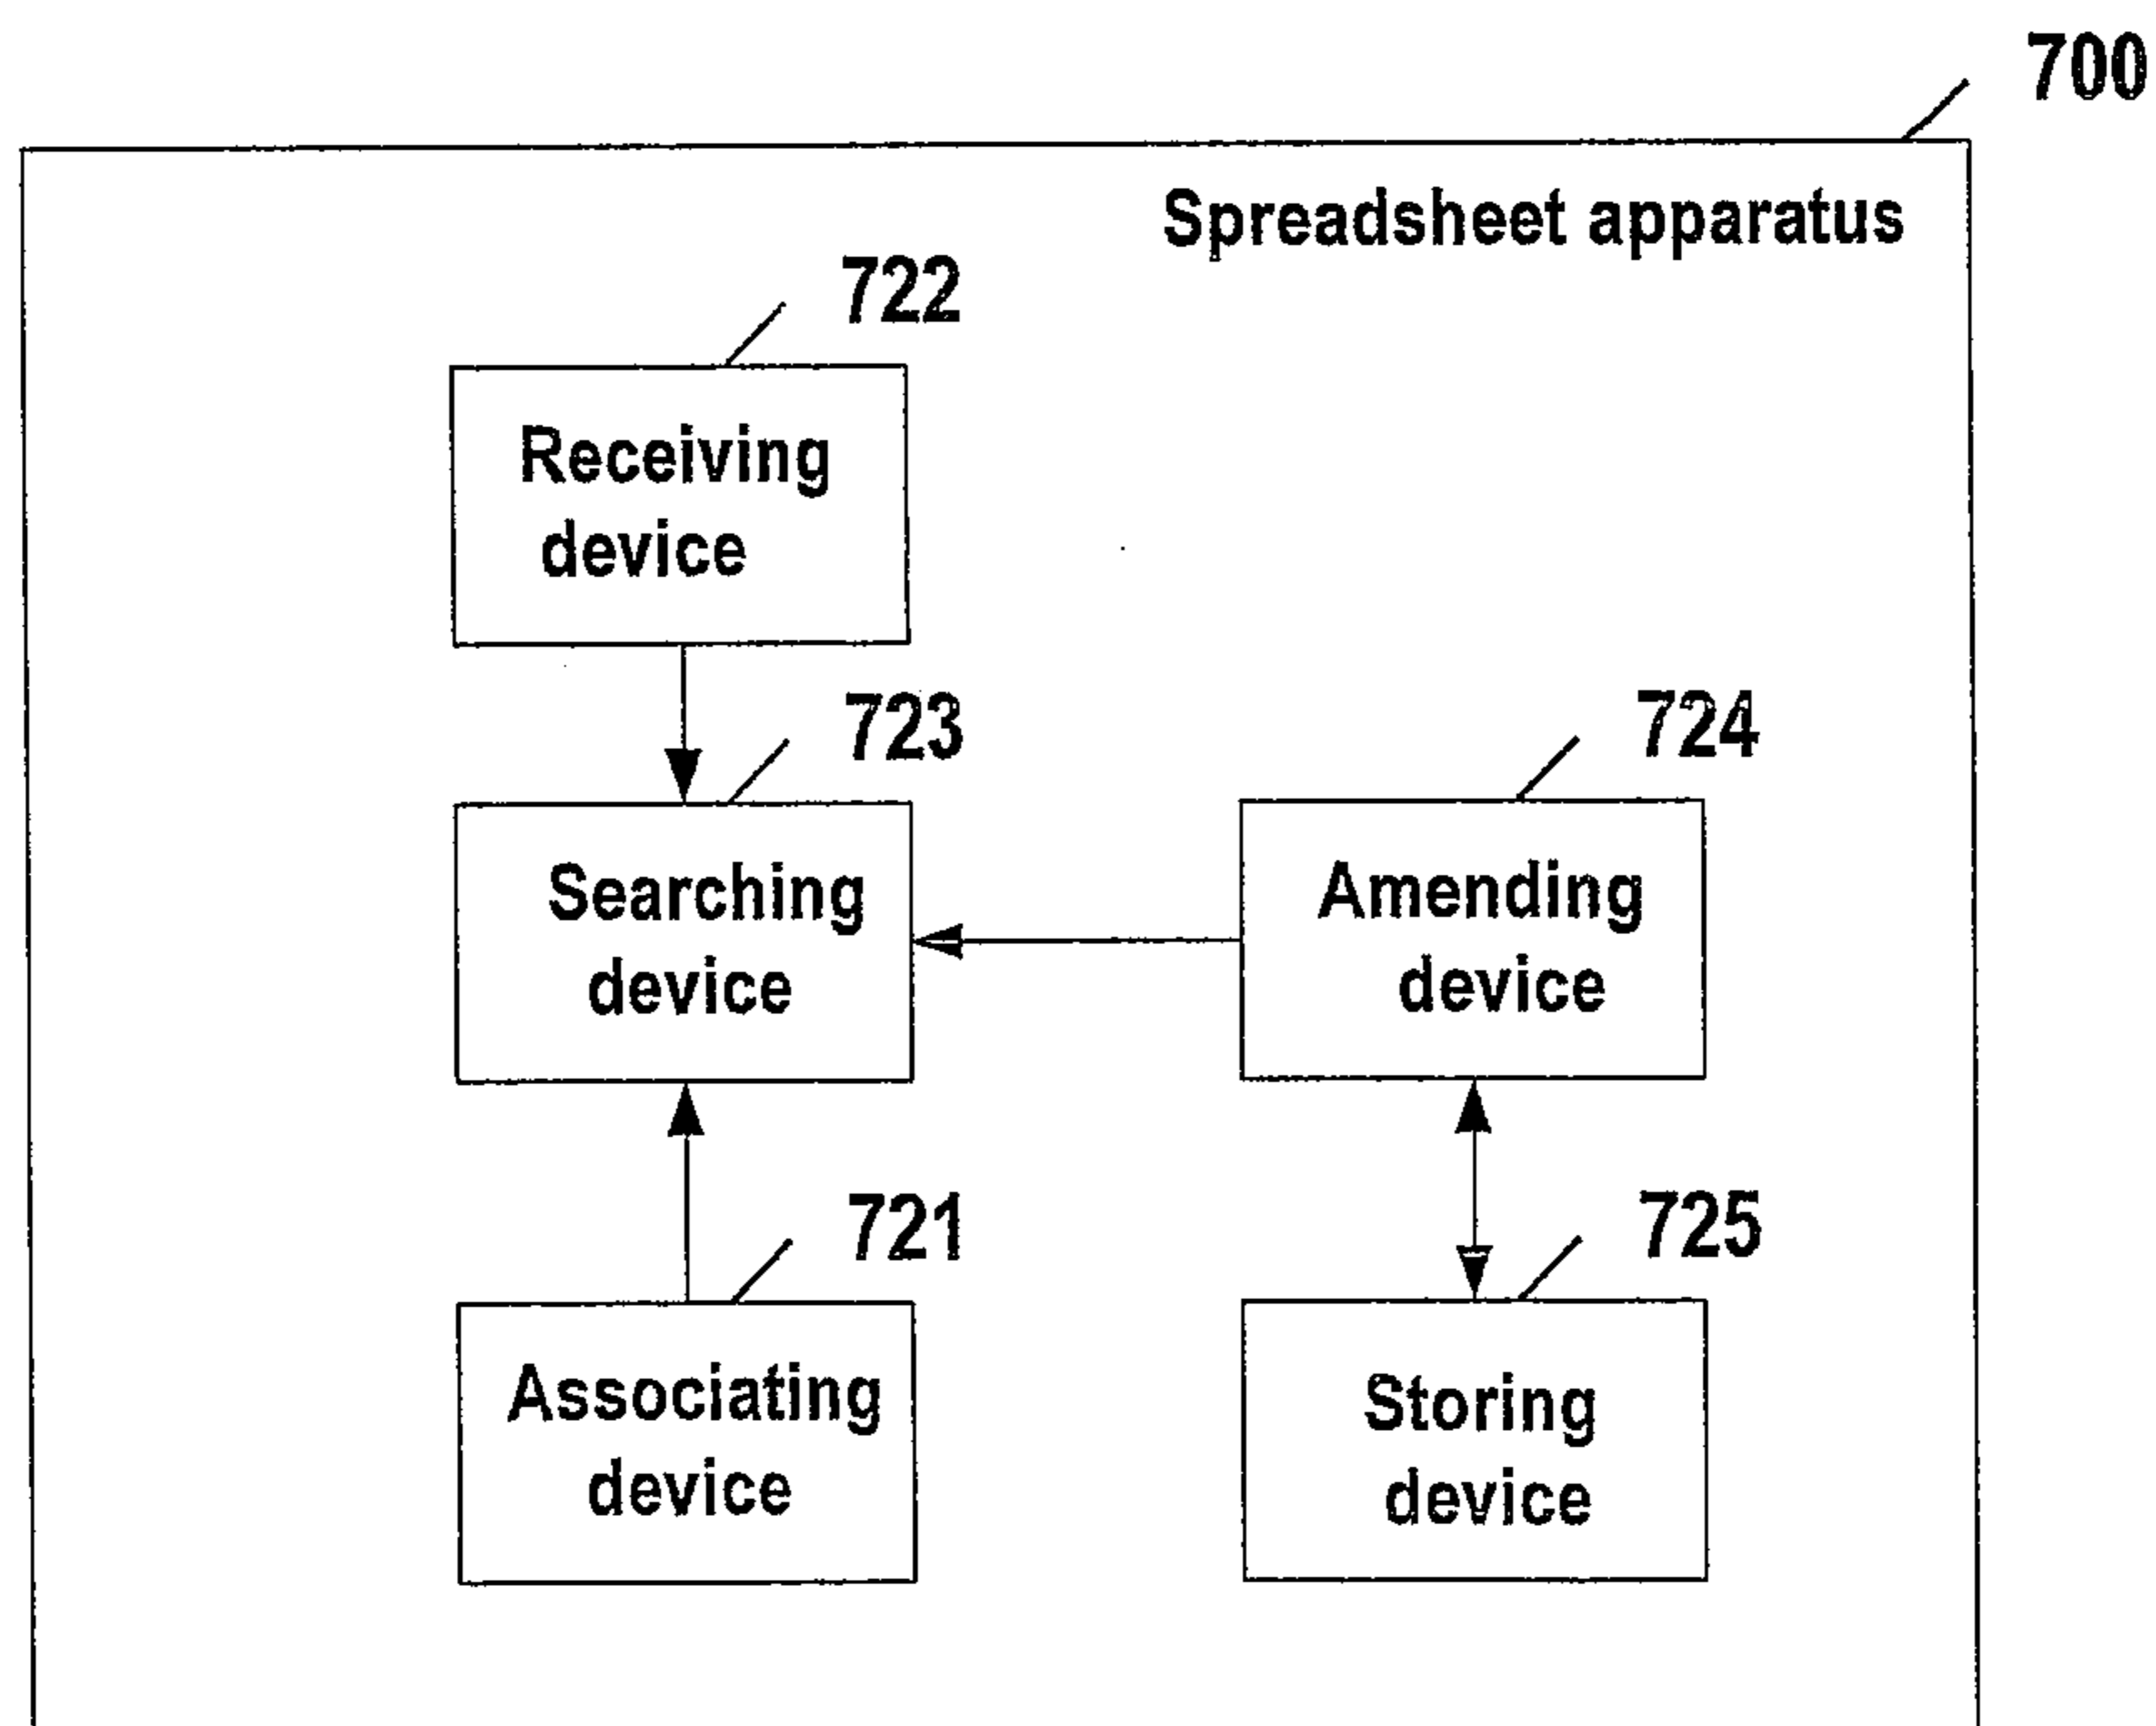 700
Spreadsheet apparatus
722
Receiving
device
723
724
Searching
device
Amending
device
721
725
Associating
device
Storing
device